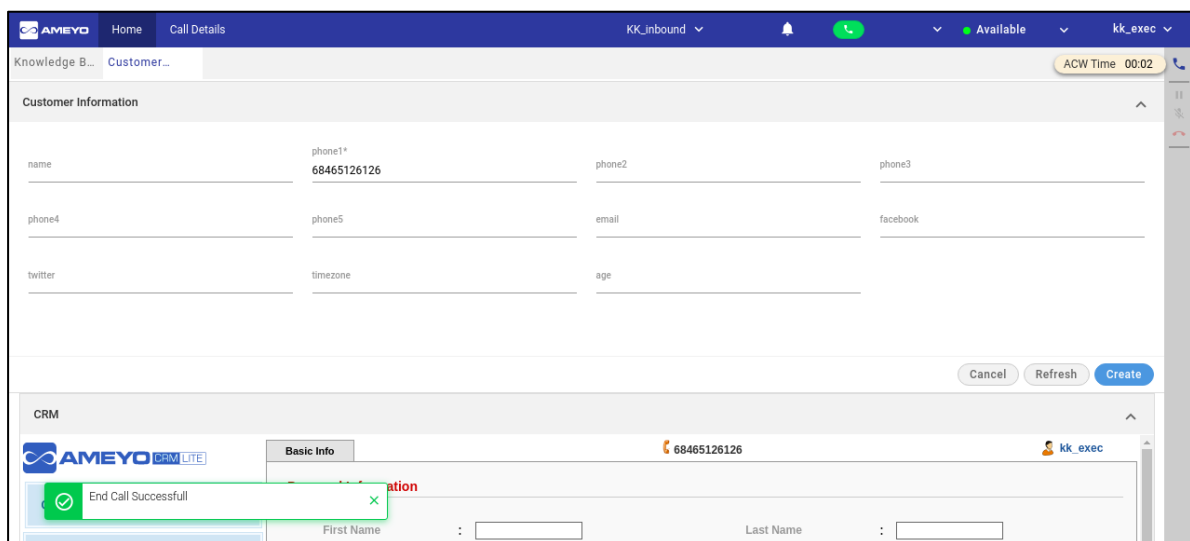 AMEYO Home Call Details KK_inbound Available kk_exec
Knowledge B... Customer... ACW Time 00:02
Customer Information
name phone1* phone2 phone3
68465126126
phone4 phone5 email facebook
twitter timezone age
Cancel Refresh Create
CRM
AMEYO CRM LITE Basic Info 68465126126 kk_exec
End Call Successfull
First Name : Last Name :